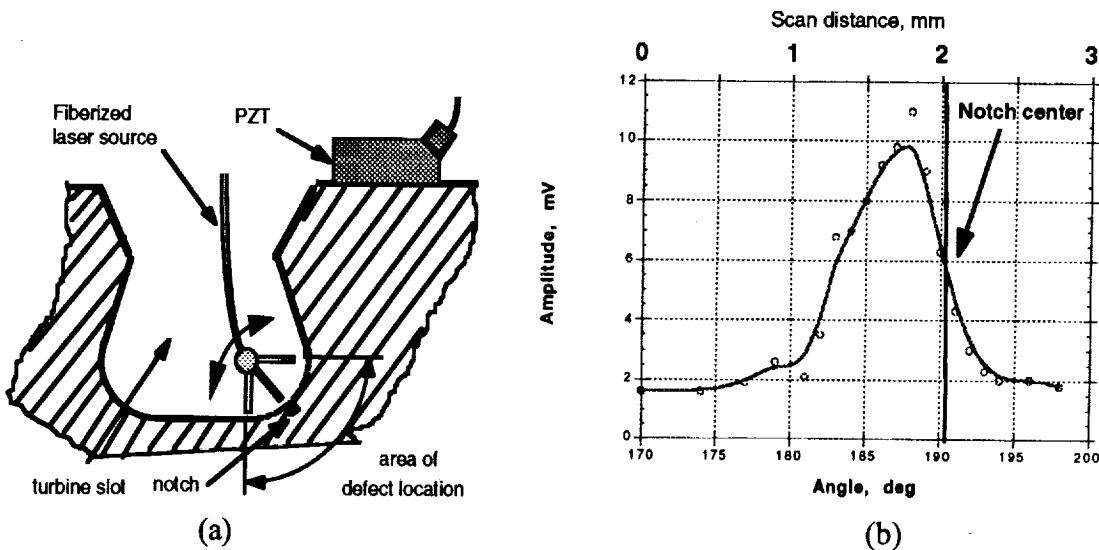 Fiberized
laser source
PZT
turbine slot
notch
area of
defect location
(a)
Scan distance, mm
0 1 2 3
12
10
8
6
4
2
0
Amplitude, mV
Notch center
170 175 180 185 190 195 200
Angle, deg
(b)